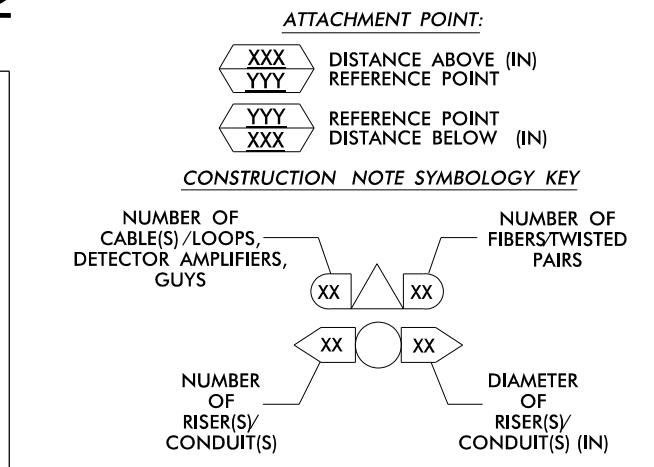 ATTACHMENT POINT:
XXX
YYY
DISTANCE ABOVE (IN)
REFERENCE POINT
YYY
XXX
REFERENCE POINT
DISTANCE BELOW (IN)
CONSTRUCTION NOTE SYMBOLOGY KEY
NUMBER OF
CABLE(S)/LOOPS,
DETECTOR AMPLIFIERS,
GUYS
NUMBER OF
FIBERS/TWISTED
PAIRS
XX
XX
XX
XX
NUMBER
OF
RISER(S)/
CONDUIT(S)
DIAMETER
OF
RISER(S)/
CONDUIT(S) (IN)